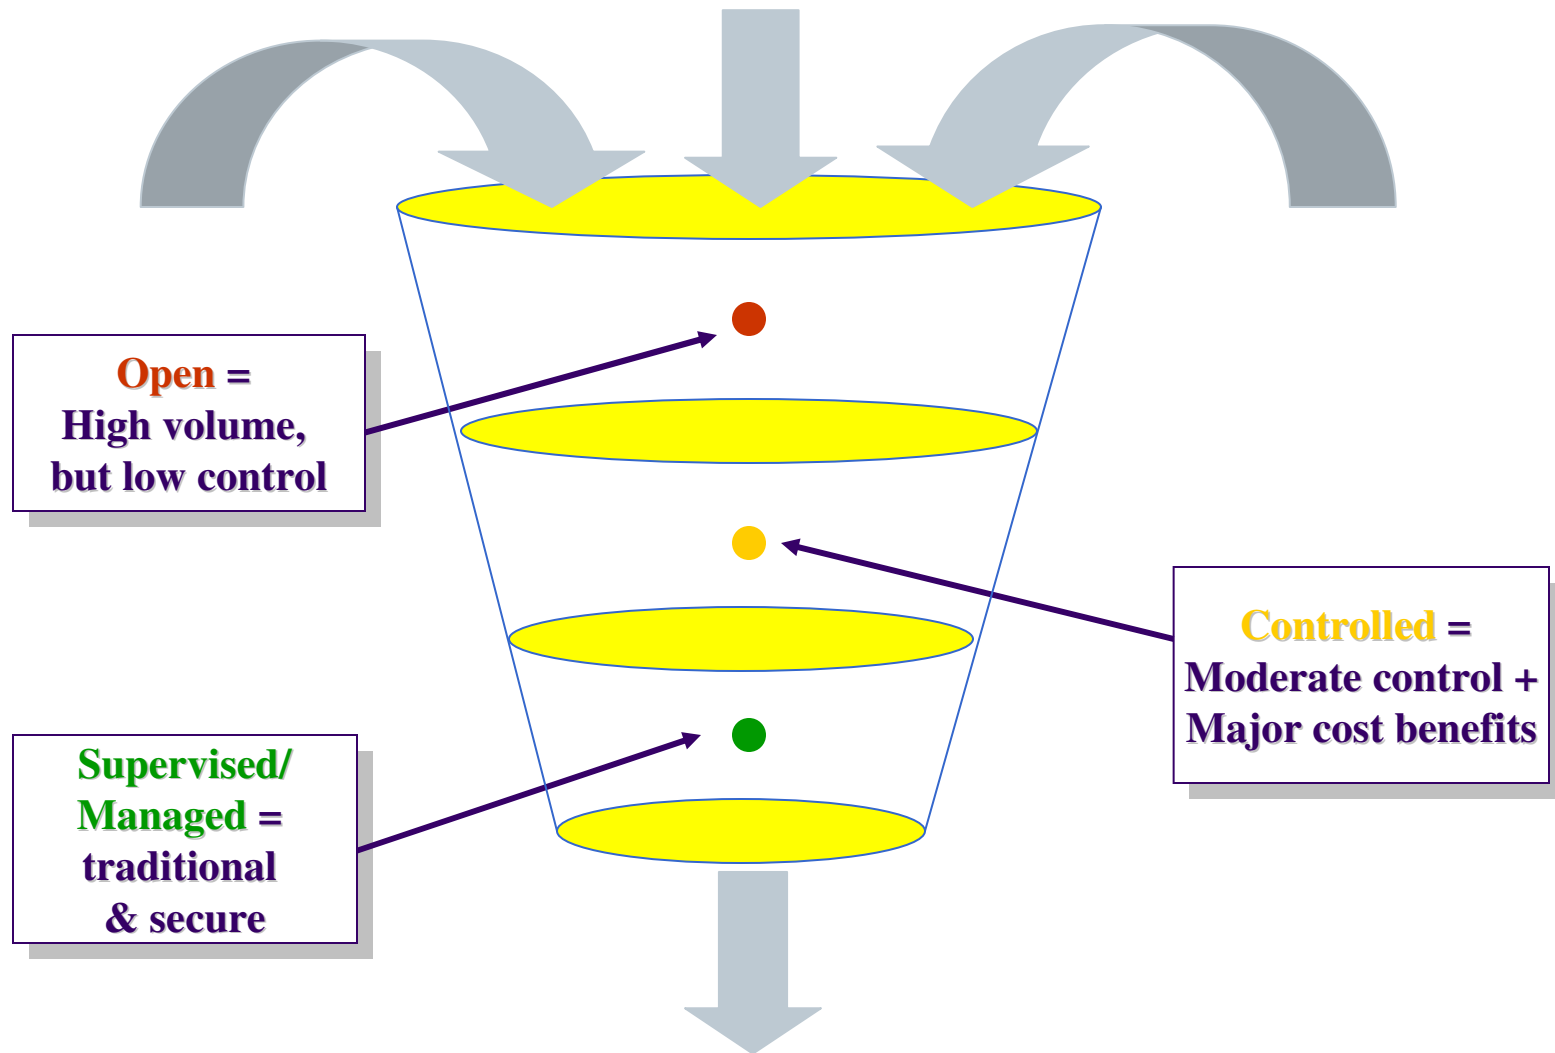 Open =
High volume,
but low control
Controlled =
Moderate control +
Major cost benefits
Supervised/
Managed =
traditional
& secure